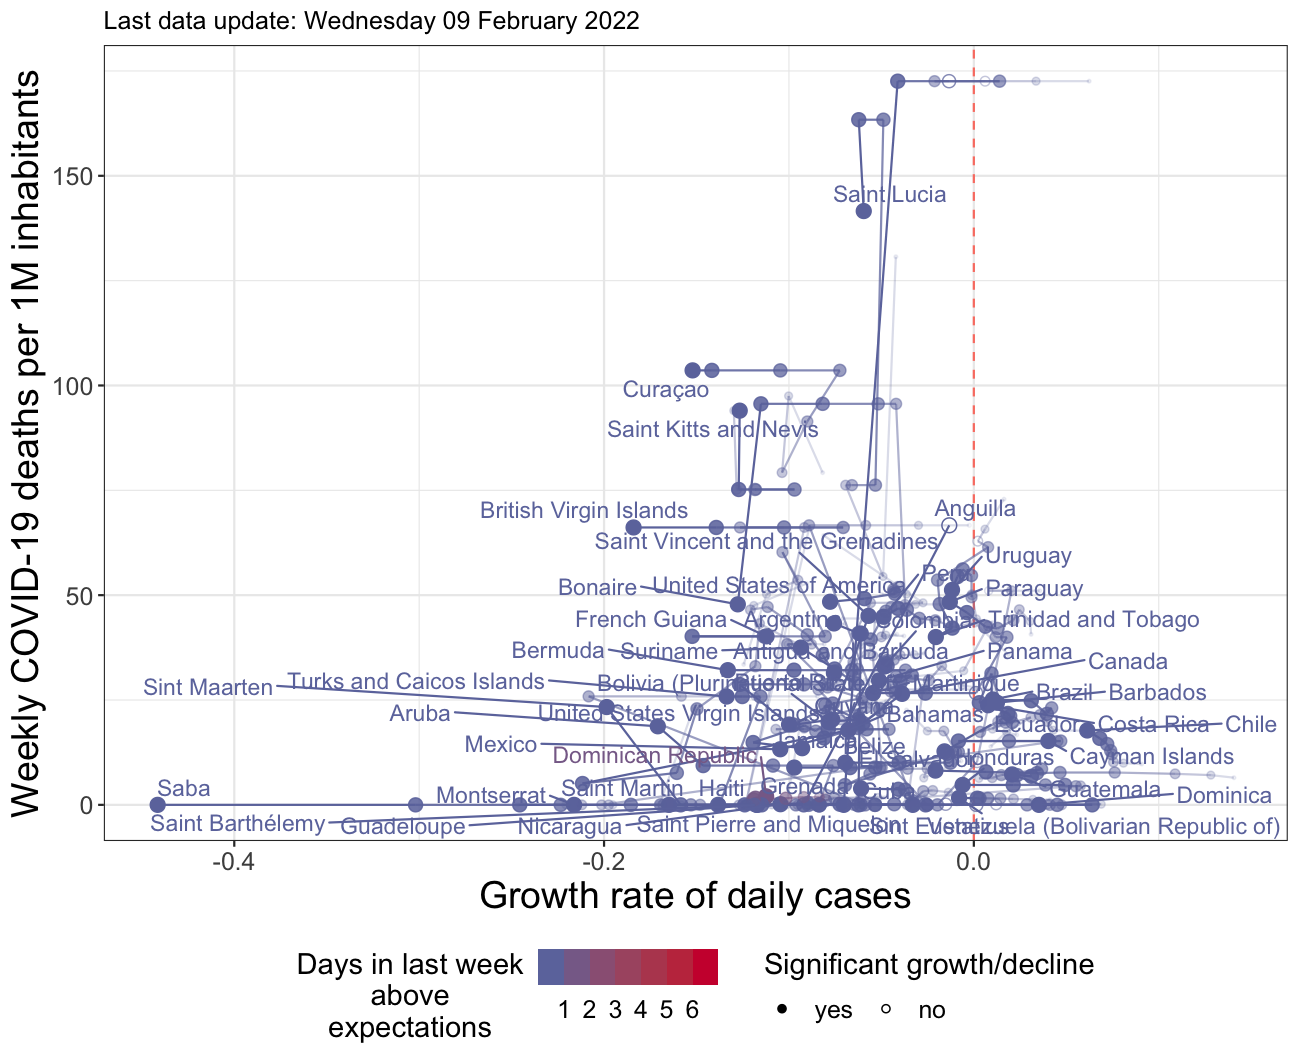 Last data update: Wednesday 09 February 2022
Weekly COVID-19 deaths per 1M inhabitants
150
100
50
0
Saint Lucia
Curaçao
Saint Kitts and Nevis
British Virgin Islands
Anguilla
Saint Vincent and the Grenadines
Uruguay
Peru
Bonaire
United States of America
Paraguay
French Guiana
Argentina
Colombia
Trinidad and Tobago
Bermuda
Suriname
Antigua and Barbuda
Panama
Canada
Sint Maarten
Turks and Caicos Islands
Bolivia (Plurinational State
Martinique
Brazil
Barbados
Aruba
United States Virgin Islands
Guyana
Bahamas
Ecuador
Costa Rica
Chile
Mexico
Jamaica
Belize
Dominican Republic
El Salvador
Honduras
Cayman Islands
Saba
Montserrat
Saint Martin
Haiti
Grenada
Cuba
Guatemala
Dominica
Saint Barthélemy
Guadeloupe
Nicaragua
Saint Pierre and Miquelon
Sint Eustatius
Venezuela (Bolivarian Republic of)
-0.4
-0.2
0.0
Growth rate of daily cases
Days in last week
above
expectations
1 2 3 4 5 6
Significant growth/decline
yes
no